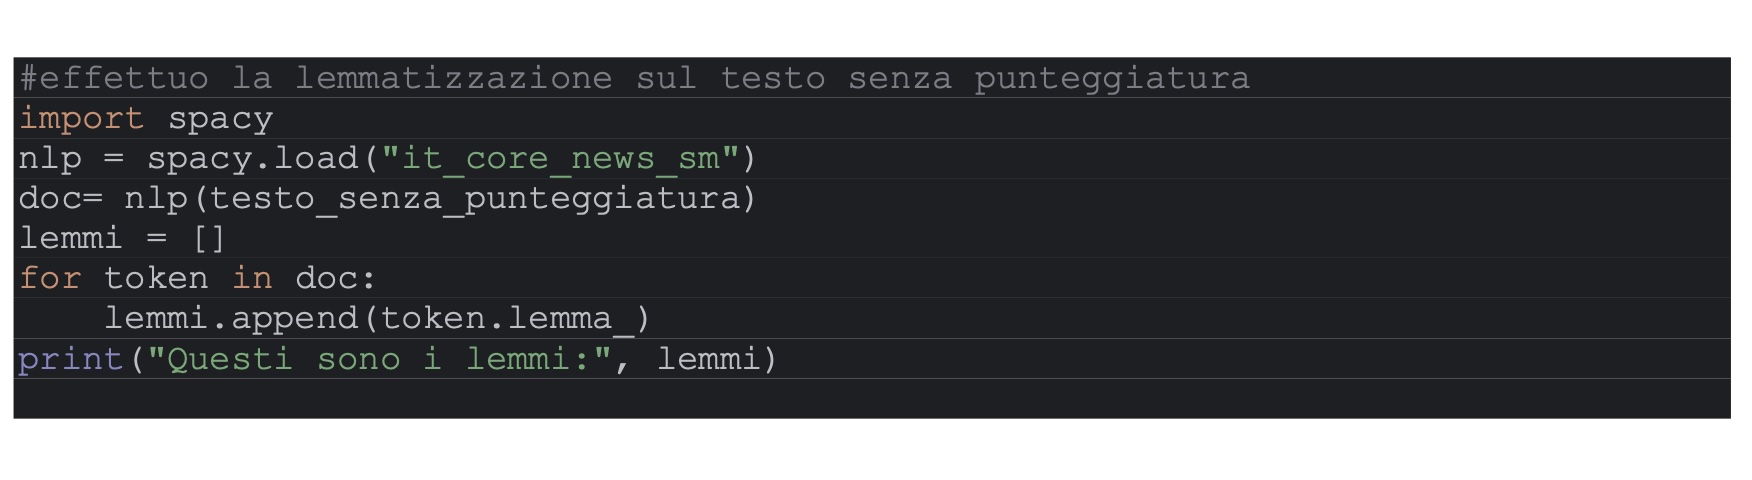 #effettuo la lemmatizzazione sul testo senza punteggiatura
import spacy
nlp = spacy.load("it_core_news_sm")
doc= nlp(testo_senza_punteggiatura)
lemmi = []
for token in doc:
    lemmi.append(token.lemma_)
print("Questi sono i lemmi:", lemmi)